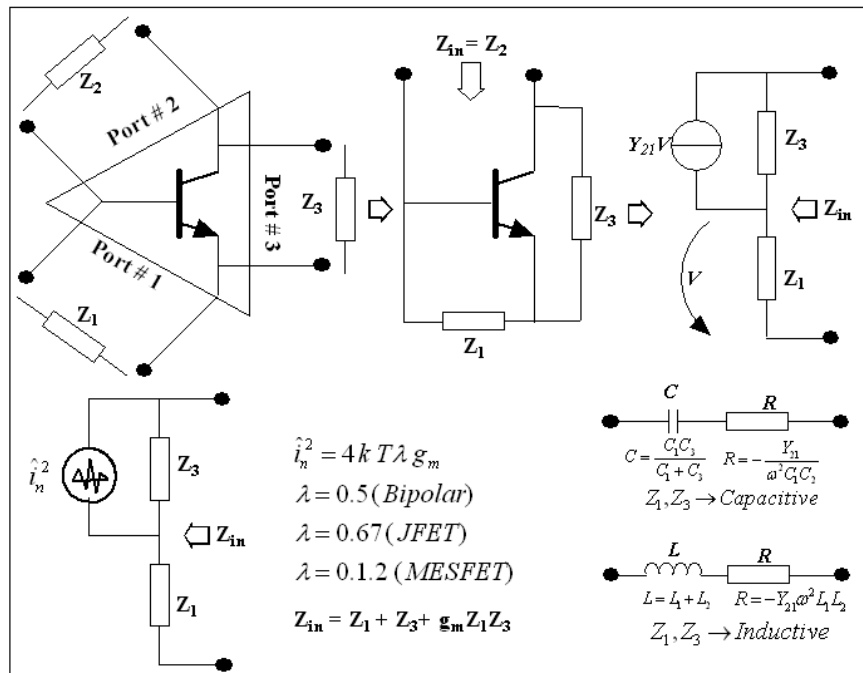 Z₂
Port # 2
Port # 3
Port # 1
Z₁
Z₃
Zᵢₙ = Z₂
Z₃
Z₁
Y₂₁V
Z₃
Zᵢₙ
V
Z₁
îₙ²
Z₃
Zᵢₙ
Z₁
îₙ² = 4 k T λ gₘ
λ = 0.5 (Bipolar)
λ = 0.67 (JFET)
λ = 0.1.2 (MESFET)
Zᵢₙ = Z₁ + Z₃ + gₘZ₁Z₃
C R
C = C₁C₃ / (C₁ + C₃) R = − Y₂₁ / (ω²C₁C₂)
Z₁, Z₃ → Capacitive
L R
L = L₁ + L₂ R = −Y₂₁ω²L₁L₂
Z₁, Z₃ → Inductive